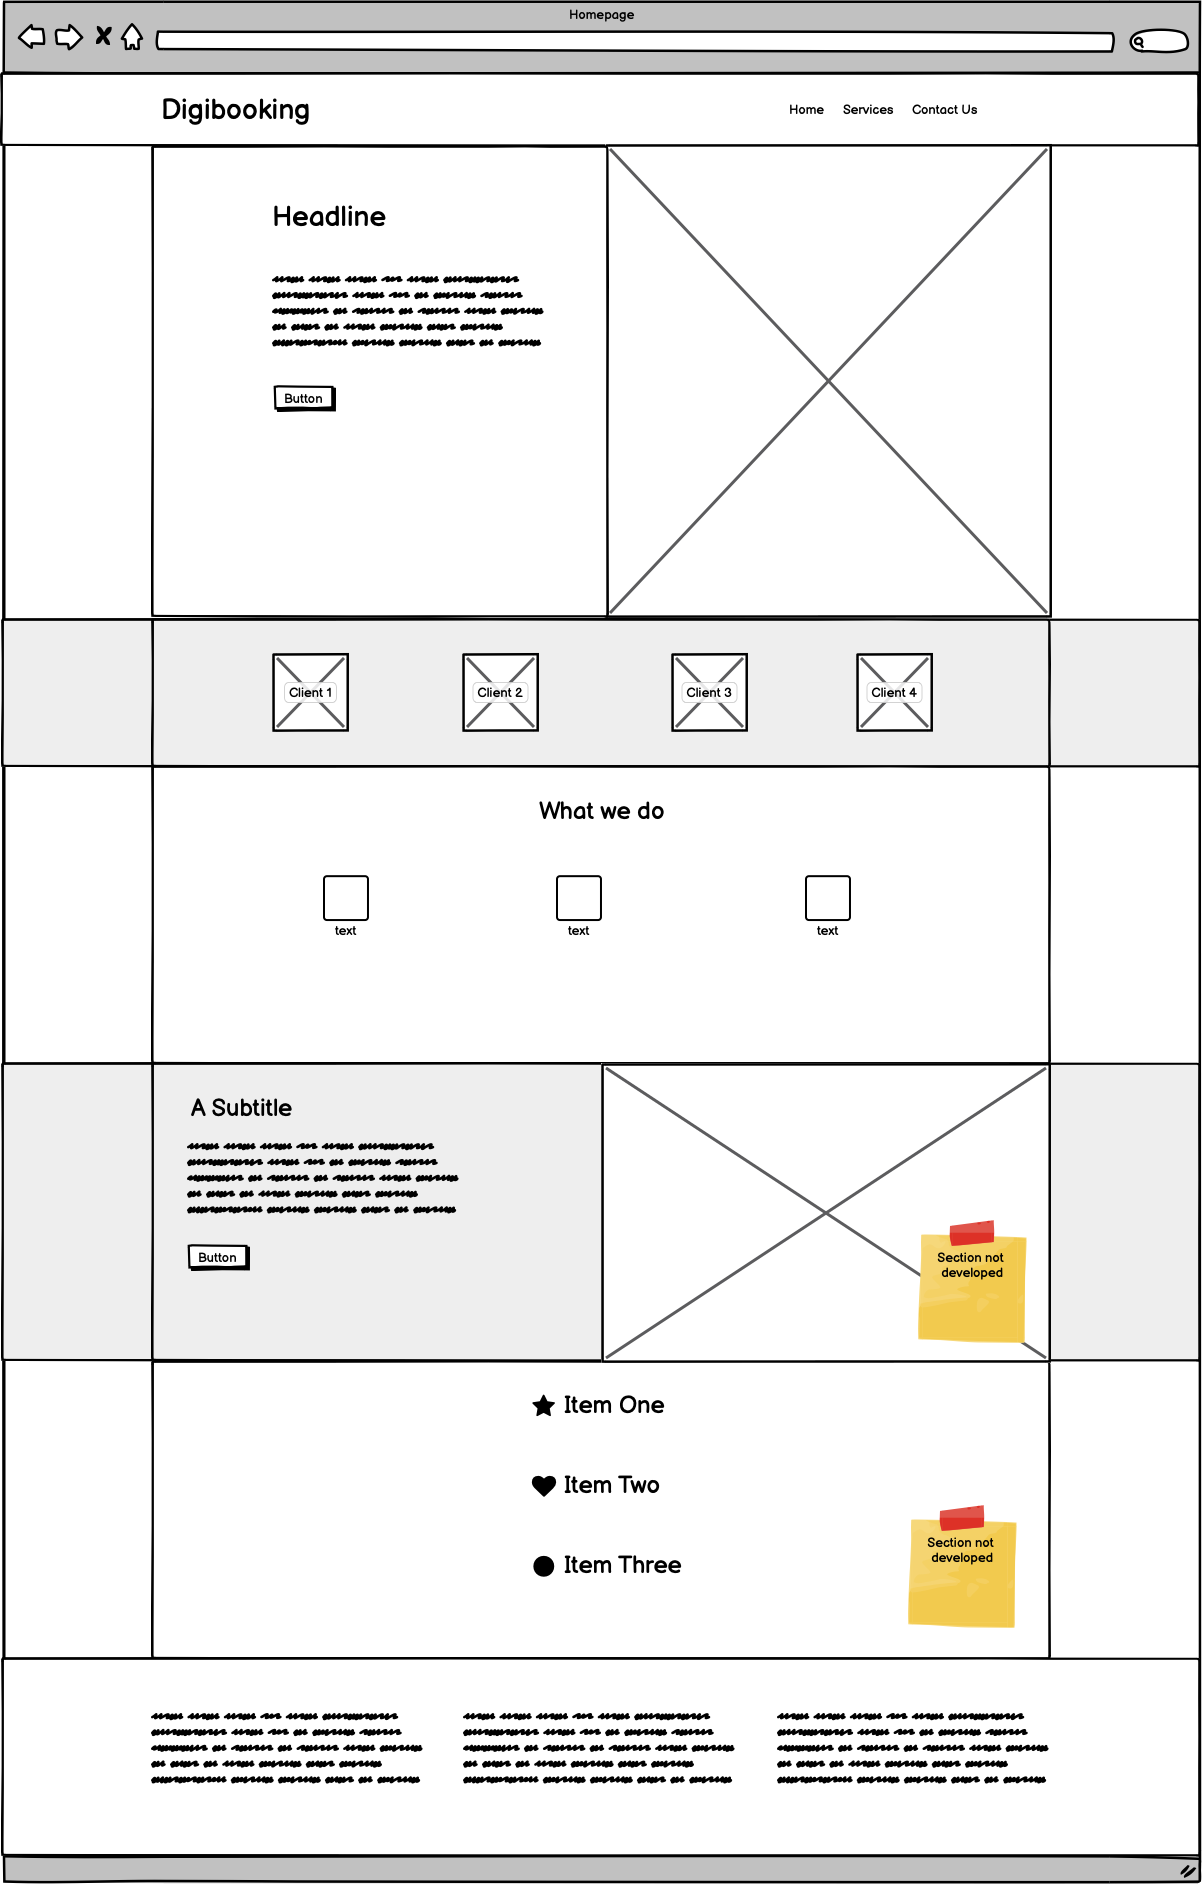 Homepage
Digibooking
Home Services Contact Us
Headline
Button
Client 1
Client 2
Client 3
Client 4
What we do
text
text
text
A Subtitle
Button
Section not
developed
Item One
Item Two
Item Three
Section not
developed